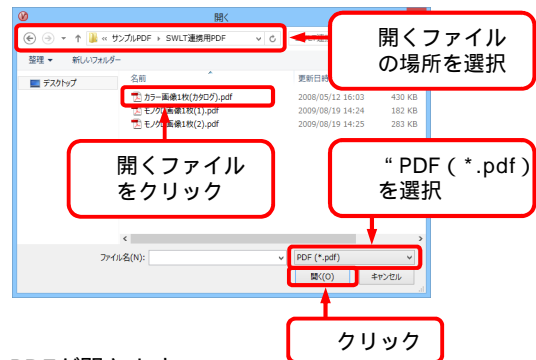 開く
« サンプルPDF › SWLT連携用PDF
開くファイル
の場所を選択
整理 新しいフォルダー
デスクトップ
名前 更新日時
カラー画像1枚(カタログ).pdf 2008/05/12 16:03 430 KB
モノクロ画像1枚(1).pdf 2009/08/19 14:24 182 KB
モノクロ画像1枚(2).pdf 2009/08/19 14:25 283 KB
開くファイル
をクリック
“PDF(*.pdf)
を選択
ファイル名(N): PDF (*.pdf)
開く(O) キャンセル
クリック